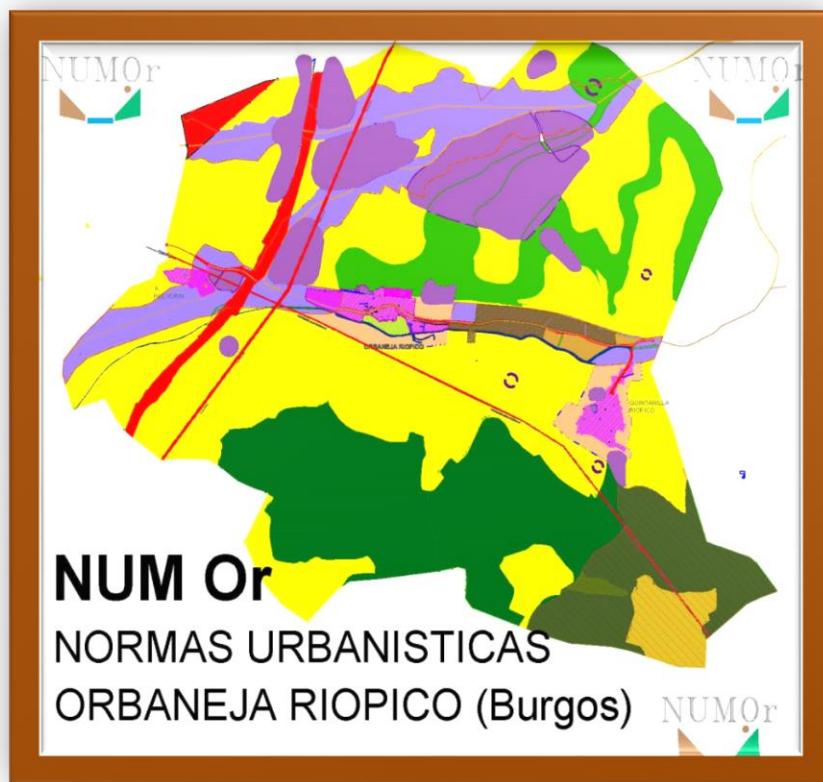 NUMOr
NUMOr
ORBANEJA RIOPICO
QUINTANILLA
RIOPICO
NUM Or
NORMAS URBANISTICAS
ORBANEJA RIOPICO (Burgos)
NUMOr